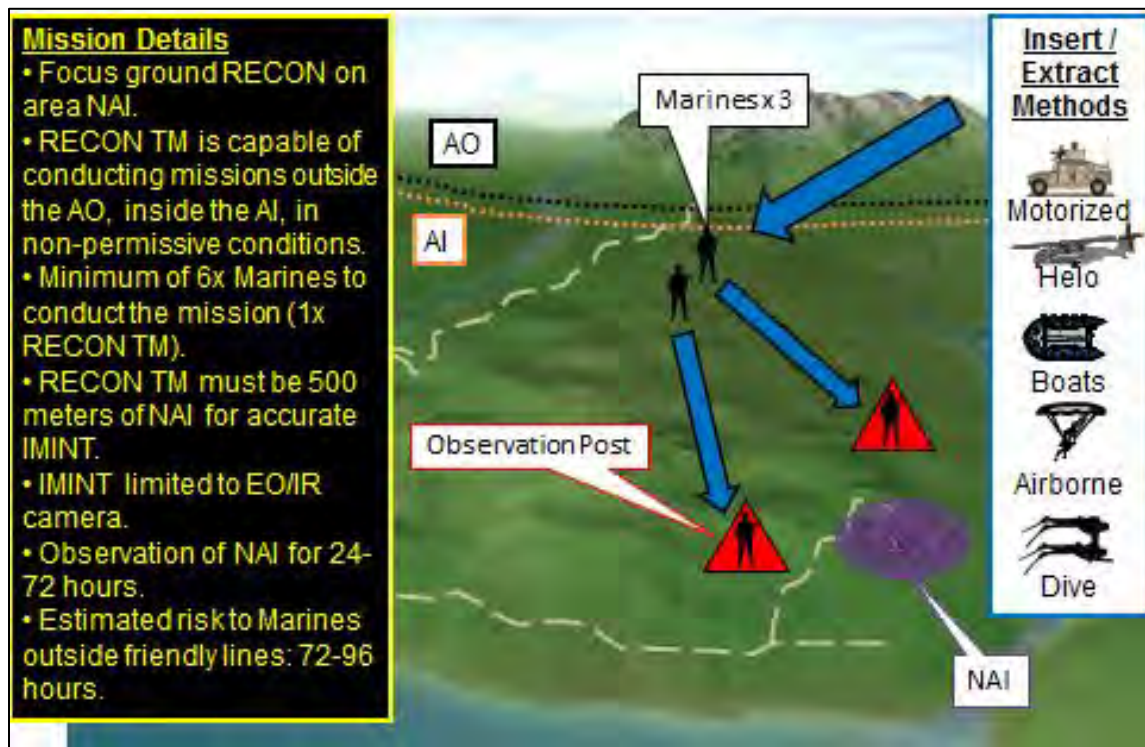 Mission Details
• Focus ground RECON on
area NAI.
• RECON TM is capable of
conducting missions outside
the AO, inside the AI, in
non-permissive conditions.
• Minimum of 6x Marines to
conduct the mission (1x
RECON TM).
• RECON TM must be 500
meters of NAI for accurate
IMINT.
• IMINT limited to EO/IR
camera.
• Observation of NAI for 24-
72 hours.
• Estimated risk to Marines
outside friendly lines: 72-96
hours.
AO
AI
Marines x 3
Observation Post
NAI
Insert /
Extract
Methods
Motorized
Helo
Boats
Airborne
Dive